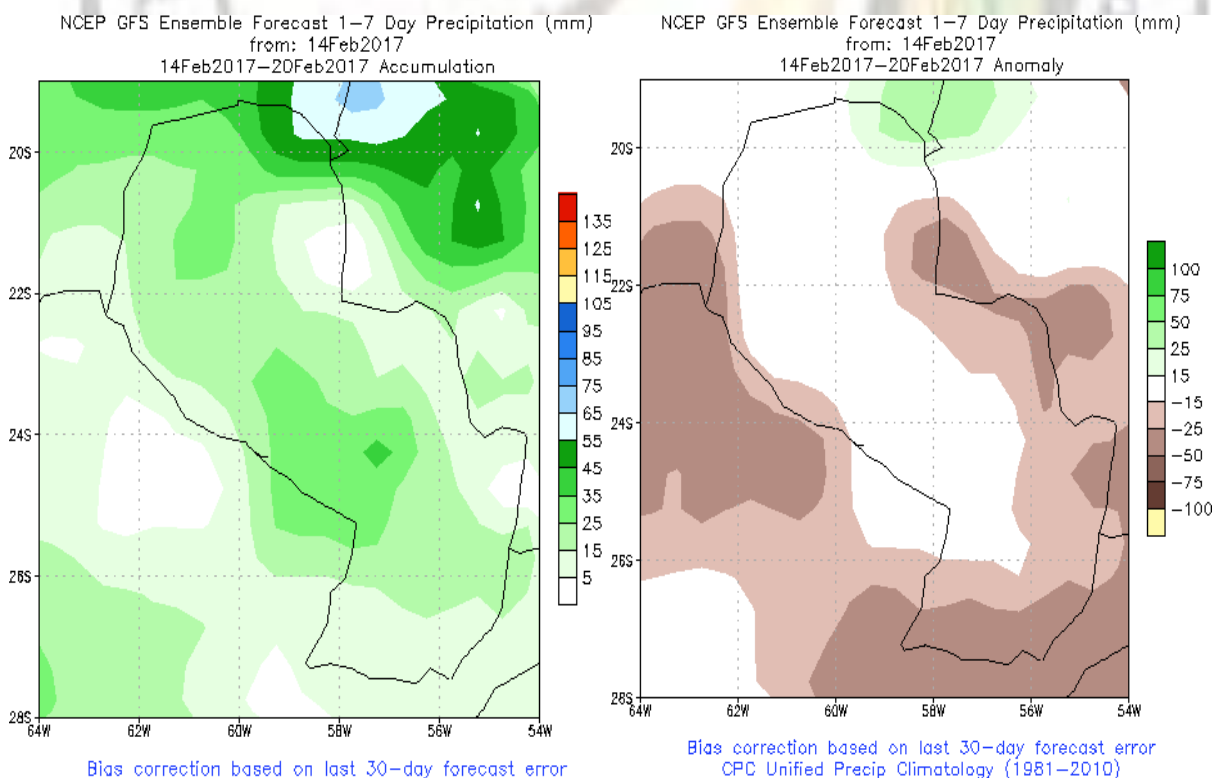 NCEP GFS Ensemble Forecast 1–7 Day Precipitation (mm)
from: 14Feb2017
14Feb2017–20Feb2017 Accumulation
20S
22S
24S
26S
28S
64W
62W
60W
58W
56W
54W
135
125
115
105
95
85
75
65
55
45
35
25
15
5
Bias correction based on last 30–day forecast error
NCEP GFS Ensemble Forecast 1–7 Day Precipitation (mm)
from: 14Feb2017
14Feb2017–20Feb2017 Anomaly
20S
22S
24S
26S
28S
64W
62W
60W
58W
56W
54W
100
75
50
25
15
−15
−25
−50
−75
−100
Bias correction based on last 30–day forecast error
CPC Unified Precip Climatology (1981–2010)